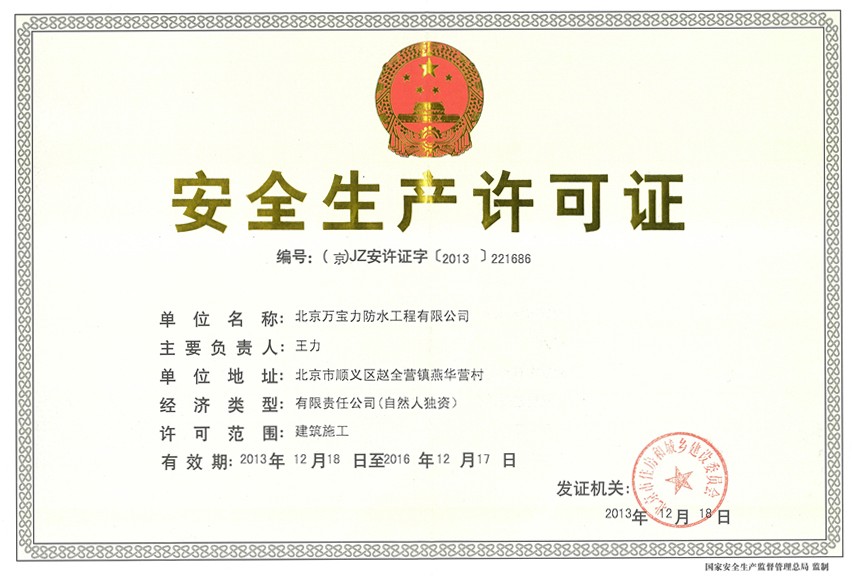 安全生产许可证
编号：（京）JZ安许证字〔2013 〕221686
单位名称：北京万宝力防水工程有限公司
主要负责人：王力
单位地址：北京市顺义区赵全营镇燕华营村
经济类型：有限责任公司（自然人独资）
许可范围：建筑施工
有效期：2013年 12月18 日至2016 年12 月17 日
发证机关：
北京市住房和城乡建设委员会
2013年 12月 18日
国家安全生产监督管理总局 监制